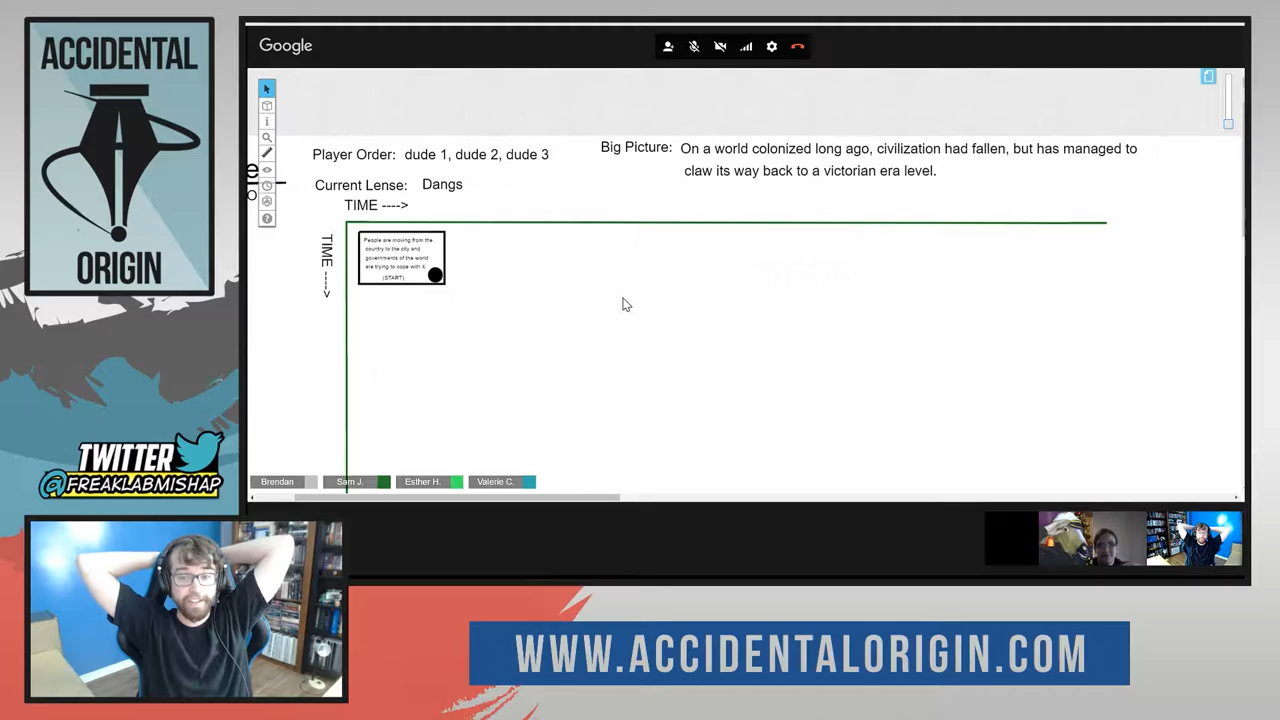 ACCIDENTAL
ORIGIN
Google
Player Order: dude 1, dude 2, dude 3
Big Picture: On a world colonized long ago, civilization had fallen, but has managed to
claw its way back to a victorian era level.
Current Lense: Dangs
TIME ---->
TIME ---->
People are moving from the
country to the city and
governments of the world
are trying to cope with it.
(START)
Brendan
Sam J.
Esther H.
Valerie C.
TWITTER
@FREAKLABMISHAP
WWW.ACCIDENTALORIGIN.COM